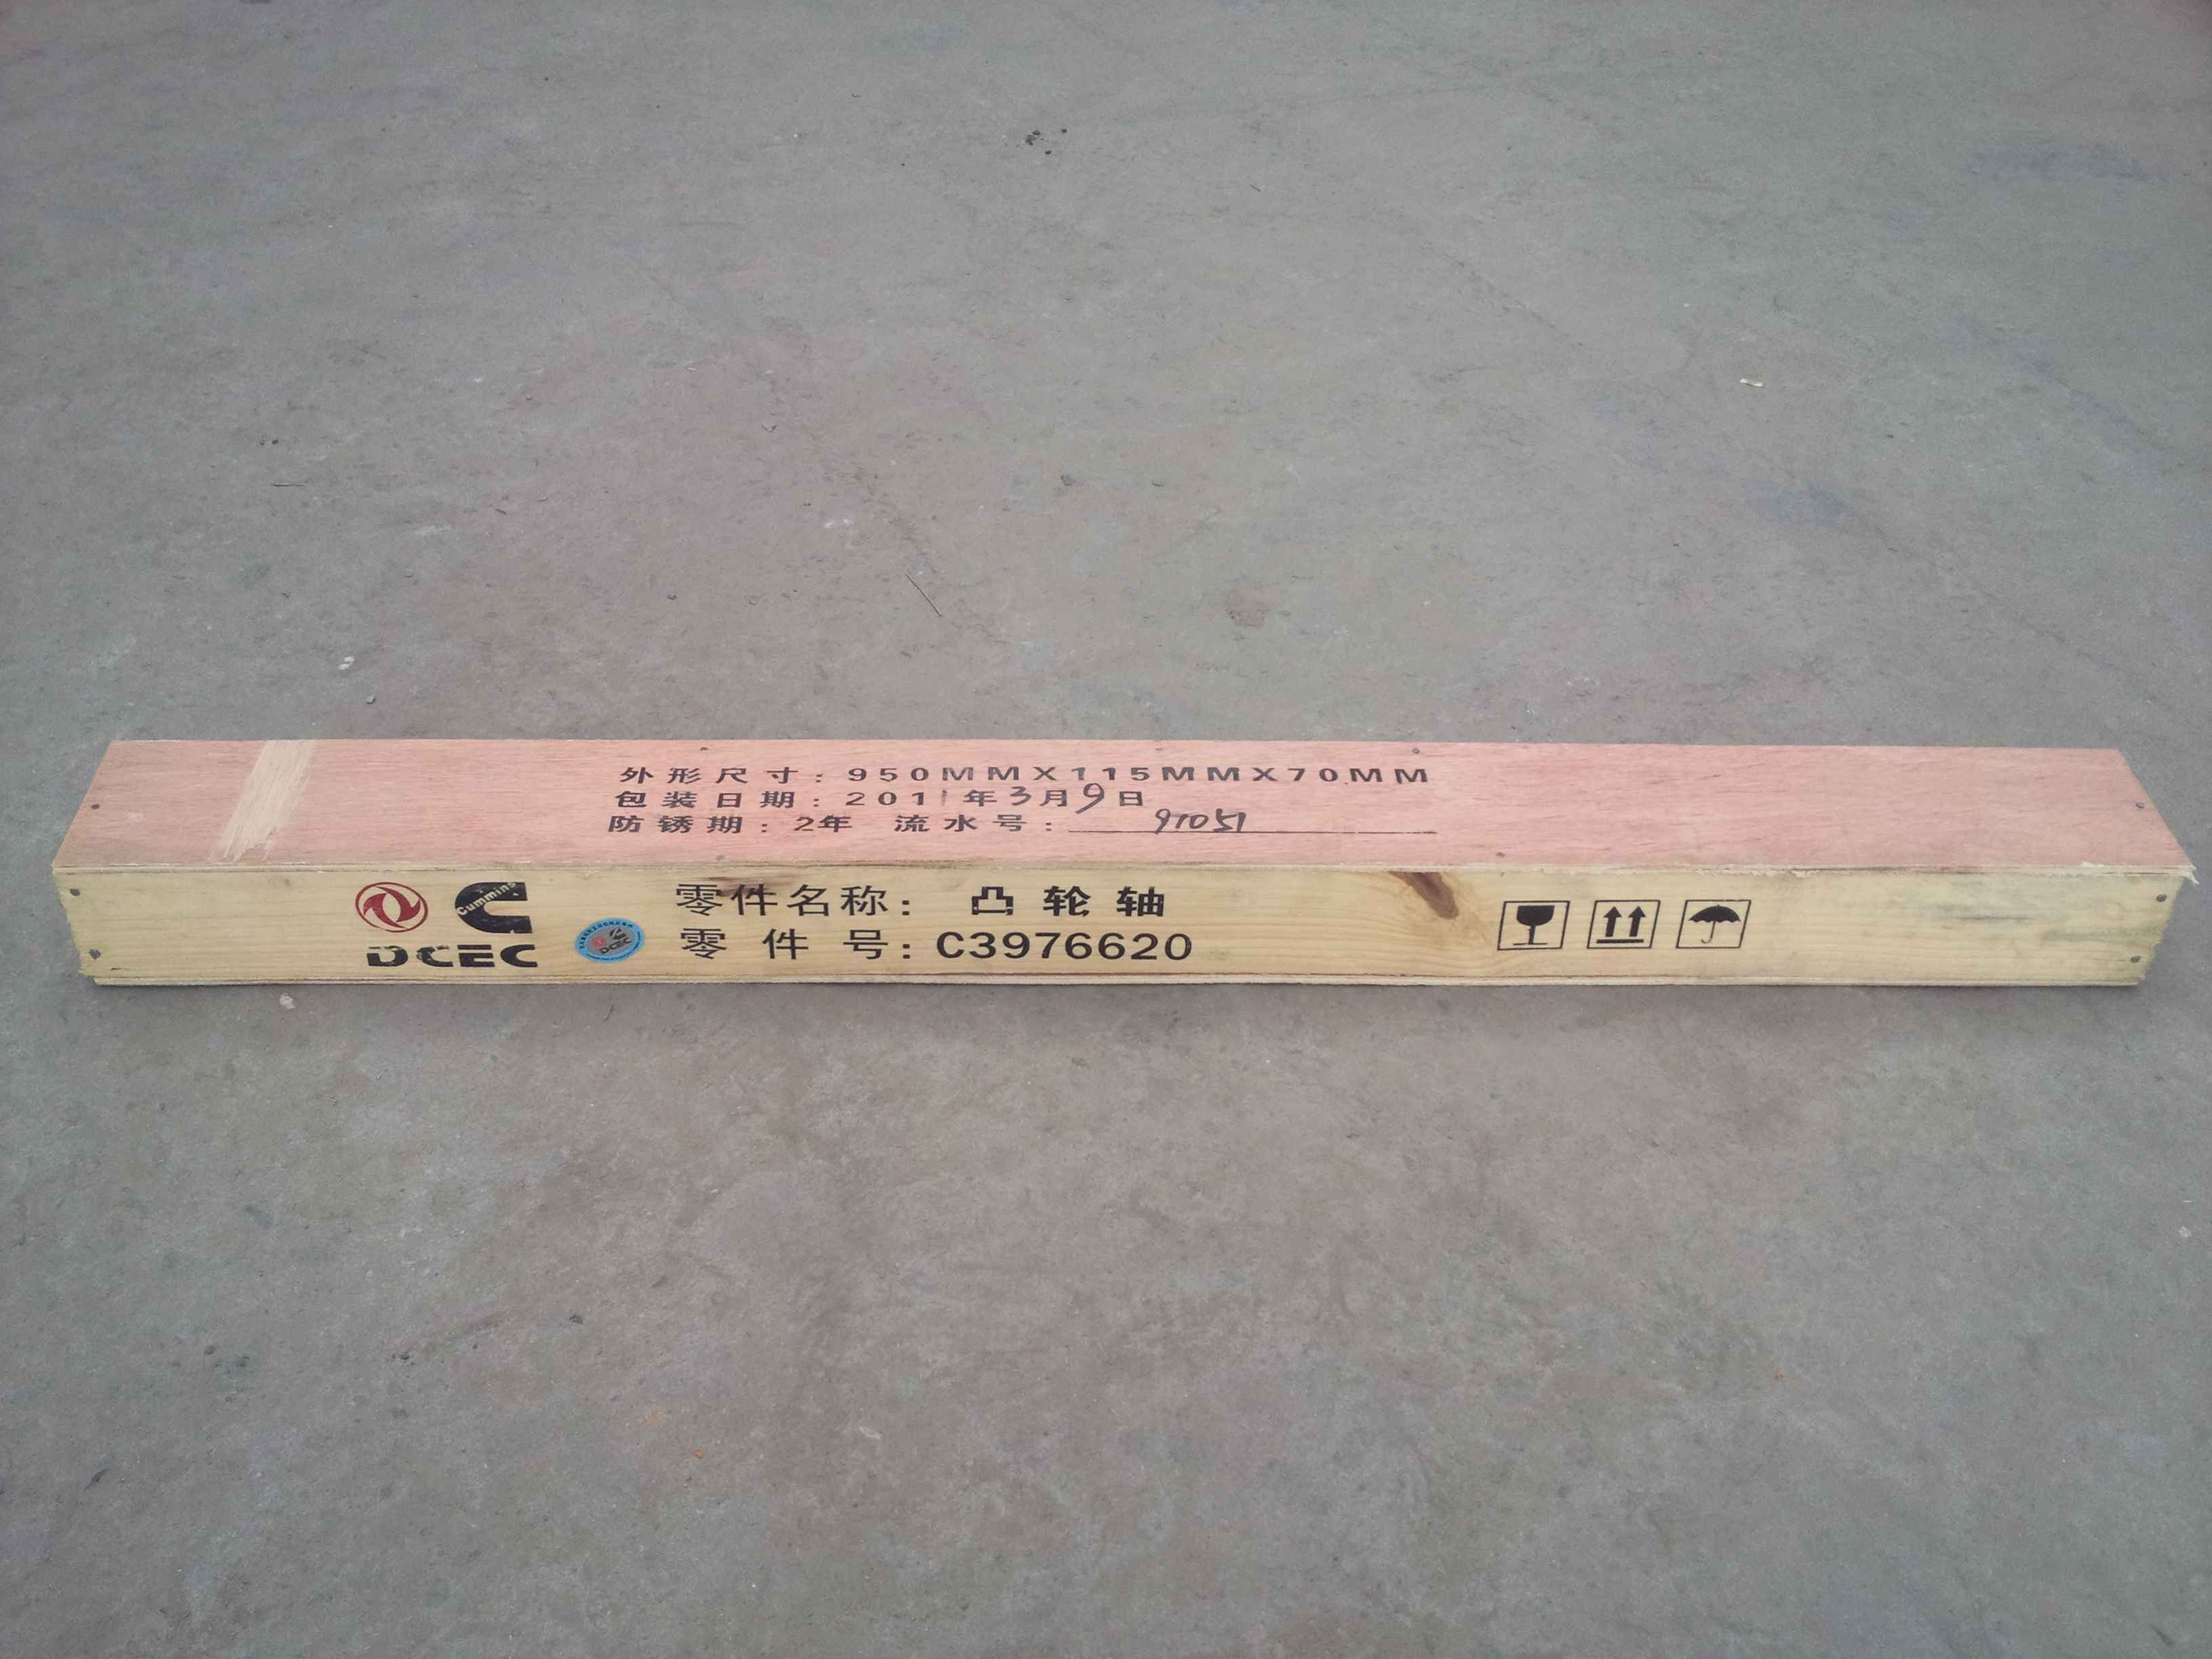 外形尺寸：950MMX115MMX70MM
包装日期：2011年3月9日
防锈期：2年 流水号：97051
Cummins
DCEC
DCEC
零件名称：凸轮轴
零件号：C3976620